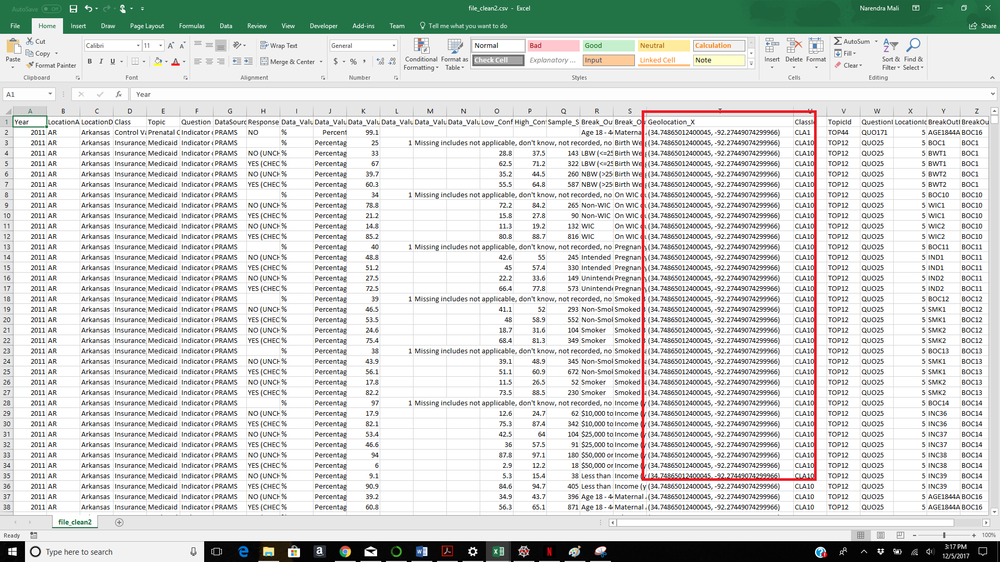 AutoSave Off file_clean2.csv - Excel Narendra Mali
File Home Insert Draw Page Layout Formulas Data Review View Developer Add-ins Team Tell me what you want to do Share
Cut
Copy
Format Painter
Paste
Clipboard
Calibri 11
B I U
Font
Wrap Text
Merge & Center
Alignment
General
$ % ,
Number
Conditional Formatting
Format as Table
Normal Bad Good Neutral Calculation
Check Cell Explanatory ... Input Linked Cell Note
Styles
Insert Delete Format
Cells
AutoSum
Fill
Clear
Sort & Filter
Find & Select
Editing
A1 fx Year
A B C D E F G H I J K L M N O P Q R S T U V W X Y Z
1 Year LocationA LocationD Class Topic Question DataSourc Response Data_Valu Data_Valu Data_Valu Data_Valu Data_Valu Data_Valu Low_Conf High_Conf Sample_S Break_Out Break_Ou Geolocation_X ClassId TopicId QuestionI LocationId BreakOutI BreakOu
2 2011 AR Arkansas Control Va Prenatal C Indicator o PRAMS NO % Percent 99.1 Age 18 - 44 Maternal (34.74865012400045, -92.27449074299966) CLA1 TOP44 QUO171 5 AGE1844A BOC16
3 2011 AR Arkansas Insurance, Medicaid Indicator o PRAMS % Percentag 25 1 Missing includes not applicable, don't know, not recorded, no Birth Weig (34.74865012400045, -92.27449074299966) CLA10 TOP12 QUO25 5 BOC1 BOC1
4 2011 AR Arkansas Insurance, Medicaid Indicator o PRAMS NO (UNCH % Percentag 33 28.8 37.5 143 LBW (<=25 Birth Weig (34.74865012400045, -92.27449074299966) CLA10 TOP12 QUO25 5 BWT1 BOC1
5 2011 AR Arkansas Insurance, Medicaid Indicator o PRAMS YES (CHEC % Percentag 67 62.5 71.2 322 LBW (<=25 Birth Weig (34.74865012400045, -92.27449074299966) CLA10 TOP12 QUO25 5 BWT1 BOC1
6 2011 AR Arkansas Insurance, Medicaid Indicator o PRAMS NO (UNCH % Percentag 39.7 35.2 44.5 260 NBW (>25 Birth Weig (34.74865012400045, -92.27449074299966) CLA10 TOP12 QUO25 5 BWT2 BOC1
7 2011 AR Arkansas Insurance, Medicaid Indicator o PRAMS YES (CHEC % Percentag 60.3 55.5 64.8 587 NBW (>25 Birth Weig (34.74865012400045, -92.27449074299966) CLA10 TOP12 QUO25 5 BWT2 BOC1
8 2011 AR Arkansas Insurance, Medicaid Indicator o PRAMS % Percentag 34 1 Missing includes not applicable, don't know, not recorded, no On WIC du (34.74865012400045, -92.27449074299966) CLA10 TOP12 QUO25 5 BOC10 BOC10
9 2011 AR Arkansas Insurance, Medicaid Indicator o PRAMS NO (UNCH % Percentag 78.8 72.2 84.2 265 Non-WIC On WIC du (34.74865012400045, -92.27449074299966) CLA10 TOP12 QUO25 5 WIC1 BOC10
10 2011 AR Arkansas Insurance, Medicaid Indicator o PRAMS YES (CHEC % Percentag 21.2 15.8 27.8 90 Non-WIC On WIC du (34.74865012400045, -92.27449074299966) CLA10 TOP12 QUO25 5 WIC1 BOC10
11 2011 AR Arkansas Insurance, Medicaid Indicator o PRAMS NO (UNCH % Percentag 14.8 11.3 19.2 132 WIC On WIC du (34.74865012400045, -92.27449074299966) CLA10 TOP12 QUO25 5 WIC2 BOC10
12 2011 AR Arkansas Insurance, Medicaid Indicator o PRAMS YES (CHEC % Percentag 85.2 80.8 88.7 816 WIC On WIC du (34.74865012400045, -92.27449074299966) CLA10 TOP12 QUO25 5 WIC2 BOC10
13 2011 AR Arkansas Insurance, Medicaid Indicator o PRAMS % Percentag 40 1 Missing includes not applicable, don't know, not recorded, no Pregnancy (34.74865012400045, -92.27449074299966) CLA10 TOP12 QUO25 5 BOC11 BOC11
14 2011 AR Arkansas Insurance, Medicaid Indicator o PRAMS NO (UNCH % Percentag 48.8 42.6 55 245 Intended Pregnancy (34.74865012400045, -92.27449074299966) CLA10 TOP12 QUO25 5 IND1 BOC11
15 2011 AR Arkansas Insurance, Medicaid Indicator o PRAMS YES (CHEC % Percentag 51.2 45 57.4 330 Intended Pregnancy (34.74865012400045, -92.27449074299966) CLA10 TOP12 QUO25 5 IND1 BOC11
16 2011 AR Arkansas Insurance, Medicaid Indicator o PRAMS NO (UNCH % Percentag 27.5 22.2 33.6 149 Unintende Pregnancy (34.74865012400045, -92.27449074299966) CLA10 TOP12 QUO25 5 IND2 BOC11
17 2011 AR Arkansas Insurance, Medicaid Indicator o PRAMS YES (CHEC % Percentag 72.5 66.4 77.8 573 Unintende Pregnancy (34.74865012400045, -92.27449074299966) CLA10 TOP12 QUO25 5 IND2 BOC11
18 2011 AR Arkansas Insurance, Medicaid Indicator o PRAMS % Percentag 39 1 Missing includes not applicable, don't know, not recorded, no Smoked 3 (34.74865012400045, -92.27449074299966) CLA10 TOP12 QUO25 5 BOC12 BOC12
19 2011 AR Arkansas Insurance, Medicaid Indicator o PRAMS NO (UNCH % Percentag 46.5 41.1 52 293 Non-Smok Smoked 3 (34.74865012400045, -92.27449074299966) CLA10 TOP12 QUO25 5 SMK1 BOC12
20 2011 AR Arkansas Insurance, Medicaid Indicator o PRAMS YES (CHEC % Percentag 53.5 48 58.9 552 Non-Smok Smoked 3 (34.74865012400045, -92.27449074299966) CLA10 TOP12 QUO25 5 SMK1 BOC12
21 2011 AR Arkansas Insurance, Medicaid Indicator o PRAMS NO (UNCH % Percentag 24.6 18.7 31.6 104 Smoker Smoked 3 (34.74865012400045, -92.27449074299966) CLA10 TOP12 QUO25 5 SMK2 BOC12
22 2011 AR Arkansas Insurance, Medicaid Indicator o PRAMS YES (CHEC % Percentag 75.4 68.4 81.3 349 Smoker Smoked 3 (34.74865012400045, -92.27449074299966) CLA10 TOP12 QUO25 5 SMK2 BOC12
23 2011 AR Arkansas Insurance, Medicaid Indicator o PRAMS % Percentag 38 1 Missing includes not applicable, don't know, not recorded, no Smoked a (34.74865012400045, -92.27449074299966) CLA10 TOP12 QUO25 5 BOC13 BOC13
24 2011 AR Arkansas Insurance, Medicaid Indicator o PRAMS NO (UNCH % Percentag 43.9 39.1 48.9 345 Non-Smok Smoked a (34.74865012400045, -92.27449074299966) CLA10 TOP12 QUO25 5 SMK1 BOC13
25 2011 AR Arkansas Insurance, Medicaid Indicator o PRAMS YES (CHEC % Percentag 56.1 51.1 60.9 672 Non-Smok Smoked a (34.74865012400045, -92.27449074299966) CLA10 TOP12 QUO25 5 SMK1 BOC13
26 2011 AR Arkansas Insurance, Medicaid Indicator o PRAMS NO (UNCH % Percentag 17.8 11.5 26.5 52 Smoker Smoked a (34.74865012400045, -92.27449074299966) CLA10 TOP12 QUO25 5 SMK2 BOC13
27 2011 AR Arkansas Insurance, Medicaid Indicator o PRAMS YES (CHEC % Percentag 82.2 73.5 88.5 230 Smoker Smoked a (34.74865012400045, -92.27449074299966) CLA10 TOP12 QUO25 5 SMK2 BOC13
28 2011 AR Arkansas Insurance, Medicaid Indicator o PRAMS % Percentag 97 1 Missing includes not applicable, don't know, not recorded, no Income (y (34.74865012400045, -92.27449074299966) CLA10 TOP12 QUO25 5 BOC14 BOC14
29 2011 AR Arkansas Insurance, Medicaid Indicator o PRAMS NO (UNCH % Percentag 17.9 12.6 24.7 62 $10,000 to Income (y (34.74865012400045, -92.27449074299966) CLA10 TOP12 QUO25 5 INC36 BOC14
30 2011 AR Arkansas Insurance, Medicaid Indicator o PRAMS YES (CHEC % Percentag 82.1 75.3 87.4 342 $10,000 to Income (y (34.74865012400045, -92.27449074299966) CLA10 TOP12 QUO25 5 INC36 BOC14
31 2011 AR Arkansas Insurance, Medicaid Indicator o PRAMS NO (UNCH % Percentag 53.4 42.5 64 104 $25,000 to Income (y (34.74865012400045, -92.27449074299966) CLA10 TOP12 QUO25 5 INC37 BOC14
32 2011 AR Arkansas Insurance, Medicaid Indicator o PRAMS YES (CHEC % Percentag 46.6 36 57.5 91 $25,000 to Income (y (34.74865012400045, -92.27449074299966) CLA10 TOP12 QUO25 5 INC37 BOC14
33 2011 AR Arkansas Insurance, Medicaid Indicator o PRAMS NO (UNCH % Percentag 94 87.8 97.1 180 $50,000 or Income (y (34.74865012400045, -92.27449074299966) CLA10 TOP12 QUO25 5 INC38 BOC14
34 2011 AR Arkansas Insurance, Medicaid Indicator o PRAMS YES (CHEC % Percentag 6 2.9 12.2 18 $50,000 or Income (y (34.74865012400045, -92.27449074299966) CLA10 TOP12 QUO25 5 INC38 BOC14
35 2011 AR Arkansas Insurance, Medicaid Indicator o PRAMS NO (UNCH % Percentag 9.1 5.3 15.4 38 Less than Income (y (34.74865012400045, -92.27449074299966) CLA10 TOP12 QUO25 5 INC39 BOC14
36 2011 AR Arkansas Insurance, Medicaid Indicator o PRAMS YES (CHEC % Percentag 90.9 84.6 94.7 405 Less than Income (y (34.74865012400045, -92.27449074299966) CLA10 TOP12 QUO25 5 INC39 BOC14
37 2011 AR Arkansas Insurance, Medicaid Indicator o PRAMS NO (UNCH % Percentag 39.2 34.9 43.7 396 Age 18 - 44 Maternal A (34.74865012400045, -92.27449074299966) CLA10 TOP12 QUO25 5 AGE1844A BOC16
38 2011 AR Arkansas Insurance, Medicaid Indicator o PRAMS YES (CHEC % Percentag 60.8 56.3 65.1 871 Age 18 - 44 Maternal A (34.74865012400045, -92.27449074299966) CLA10 TOP12 QUO25 5 AGE1844A BOC16
file_clean2
Ready 100%
Type here to search
3:17 PM
12/5/2017